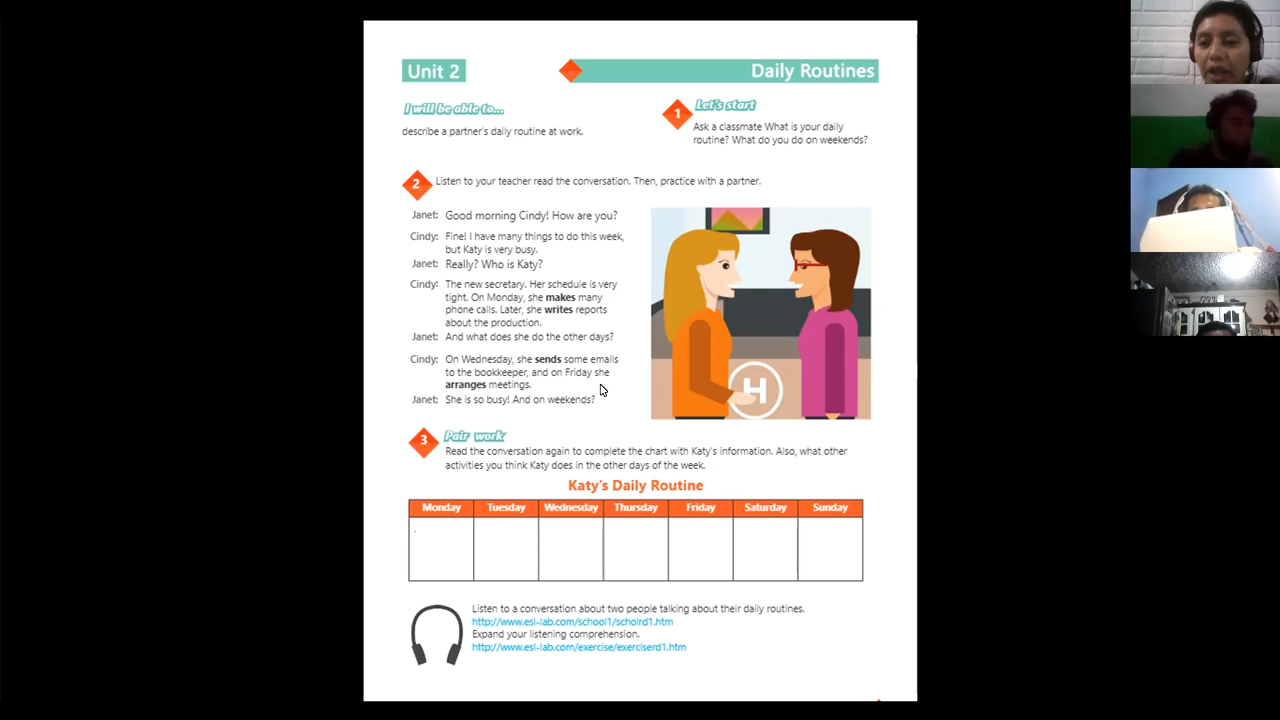 Unit 2
Daily Routines
I will be able to...
describe a partner's daily routine at work.
1
Let's start
Ask a classmate What is your daily
routine? What do you do on weekends?
2
Listen to your teacher read the conversation. Then, practice with a partner.
Janet: Good morning Cindy! How are you?
Cindy: Fine! I have many things to do this week,
but Katy is very busy.
Janet: Really? Who is Katy?
Cindy: The new secretary. Her schedule is very
tight. On Monday, she makes many
phone calls. Later, she writes reports
about the production.
Janet: And what does she do the other days?
Cindy: On Wednesday, she sends some emails
to the bookkeeper, and on Friday she
arranges meetings.
Janet: She is so busy! And on weekends?
H
3
Pair work
Read the conversation again to complete the chart with Katy's information. Also, what other
activities you think Katy does in the other days of the week.
Katy's Daily Routine
Monday Tuesday Wednesday Thursday Friday Saturday Sunday
Listen to a conversation about two people talking about their daily routines.
http://www.esl-lab.com/school1/scholrd1.htm
Expand your listening comprehension.
http://www.esl-lab.com/exercise/exerciserd1.htm